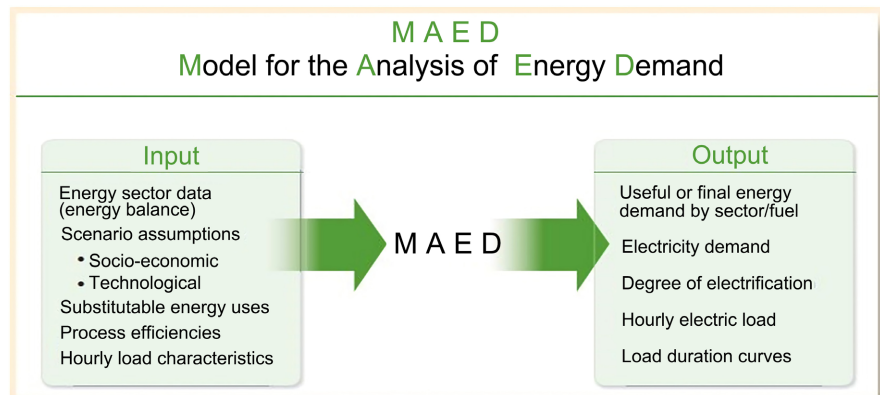 M A E D
Model for the Analysis of Energy Demand
Input
Energy sector data
(energy balance)
Scenario assumptions
• Socio-economic
• Technological
Substitutable energy uses
Process efficiencies
Hourly load characteristics
M A E D
Output
Useful or final energy
demand by sector/fuel
Electricity demand
Degree of electrification
Hourly electric load
Load duration curves